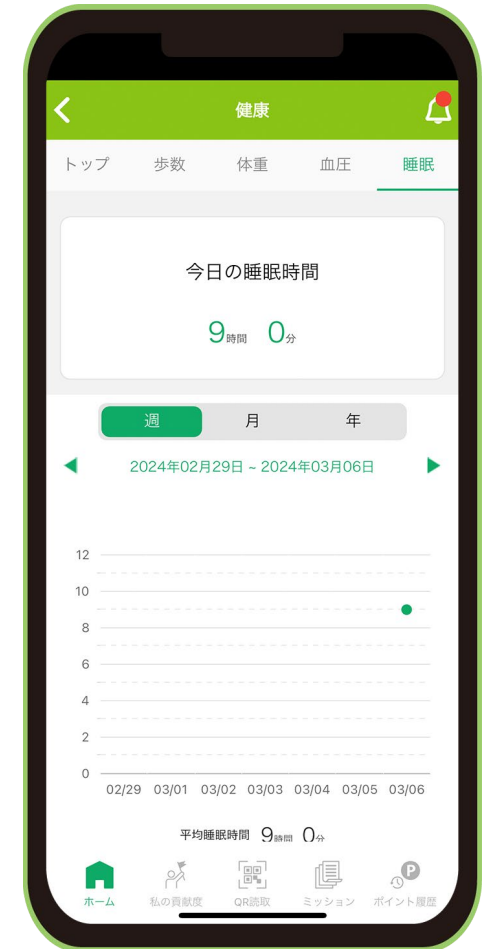 健康
トップ 歩数 体重 血圧 睡眠
今日の睡眠時間
9時間 0分
週 月 年
2024年02月29日 ~ 2024年03月06日
12
10
8
6
4
2
0
02/29 03/01 03/02 03/03 03/04 03/05 03/06
平均睡眠時間 9時間 0分
P
ホーム 私の貢献度 QR読取 ミッション ポイント履歴